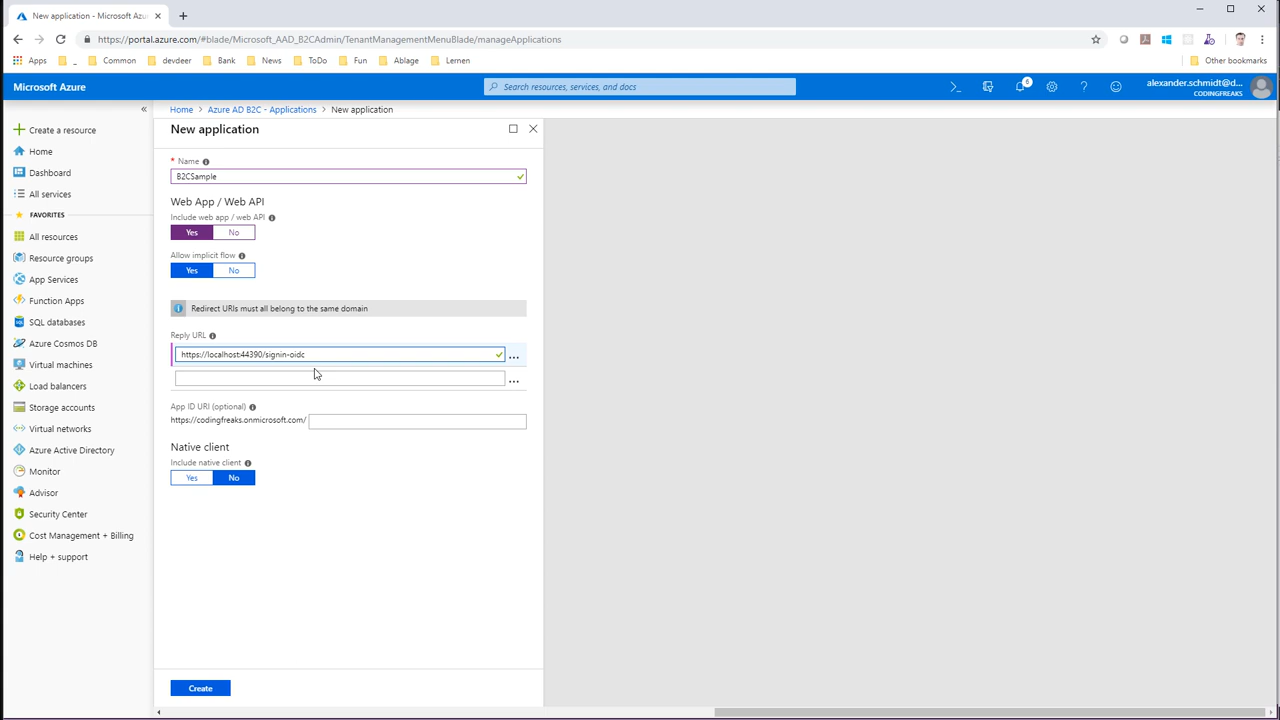 New application - Microsoft Azu
https://portal.azure.com/#blade/Microsoft_AAD_B2CAdmin/TenantManagementMenuBlade/manageApplications
Apps _ Common devdeer Bank News ToDo Fun Ablage Lernen Other bookmarks
Microsoft Azure
Search resources, services, and docs
6
alexander.schmidt@d...
CODINGFREAKS
Home > Azure AD B2C - Applications > New application
Create a resource
Home
Dashboard
All services
FAVORITES
All resources
Resource groups
App Services
Function Apps
SQL databases
Azure Cosmos DB
Virtual machines
Load balancers
Storage accounts
Virtual networks
Azure Active Directory
Monitor
Advisor
Security Center
Cost Management + Billing
Help + support
New application
* Name
B2CSample
Web App / Web API
Include web app / web API
Yes No
Allow implicit flow
Yes No
Redirect URIs must all belong to the same domain
Reply URL
https://localhost:44390/signin-oidc
...
...
App ID URI (optional)
https://codingfreaks.onmicrosoft.com/
Native client
Include native client
Yes No
Create